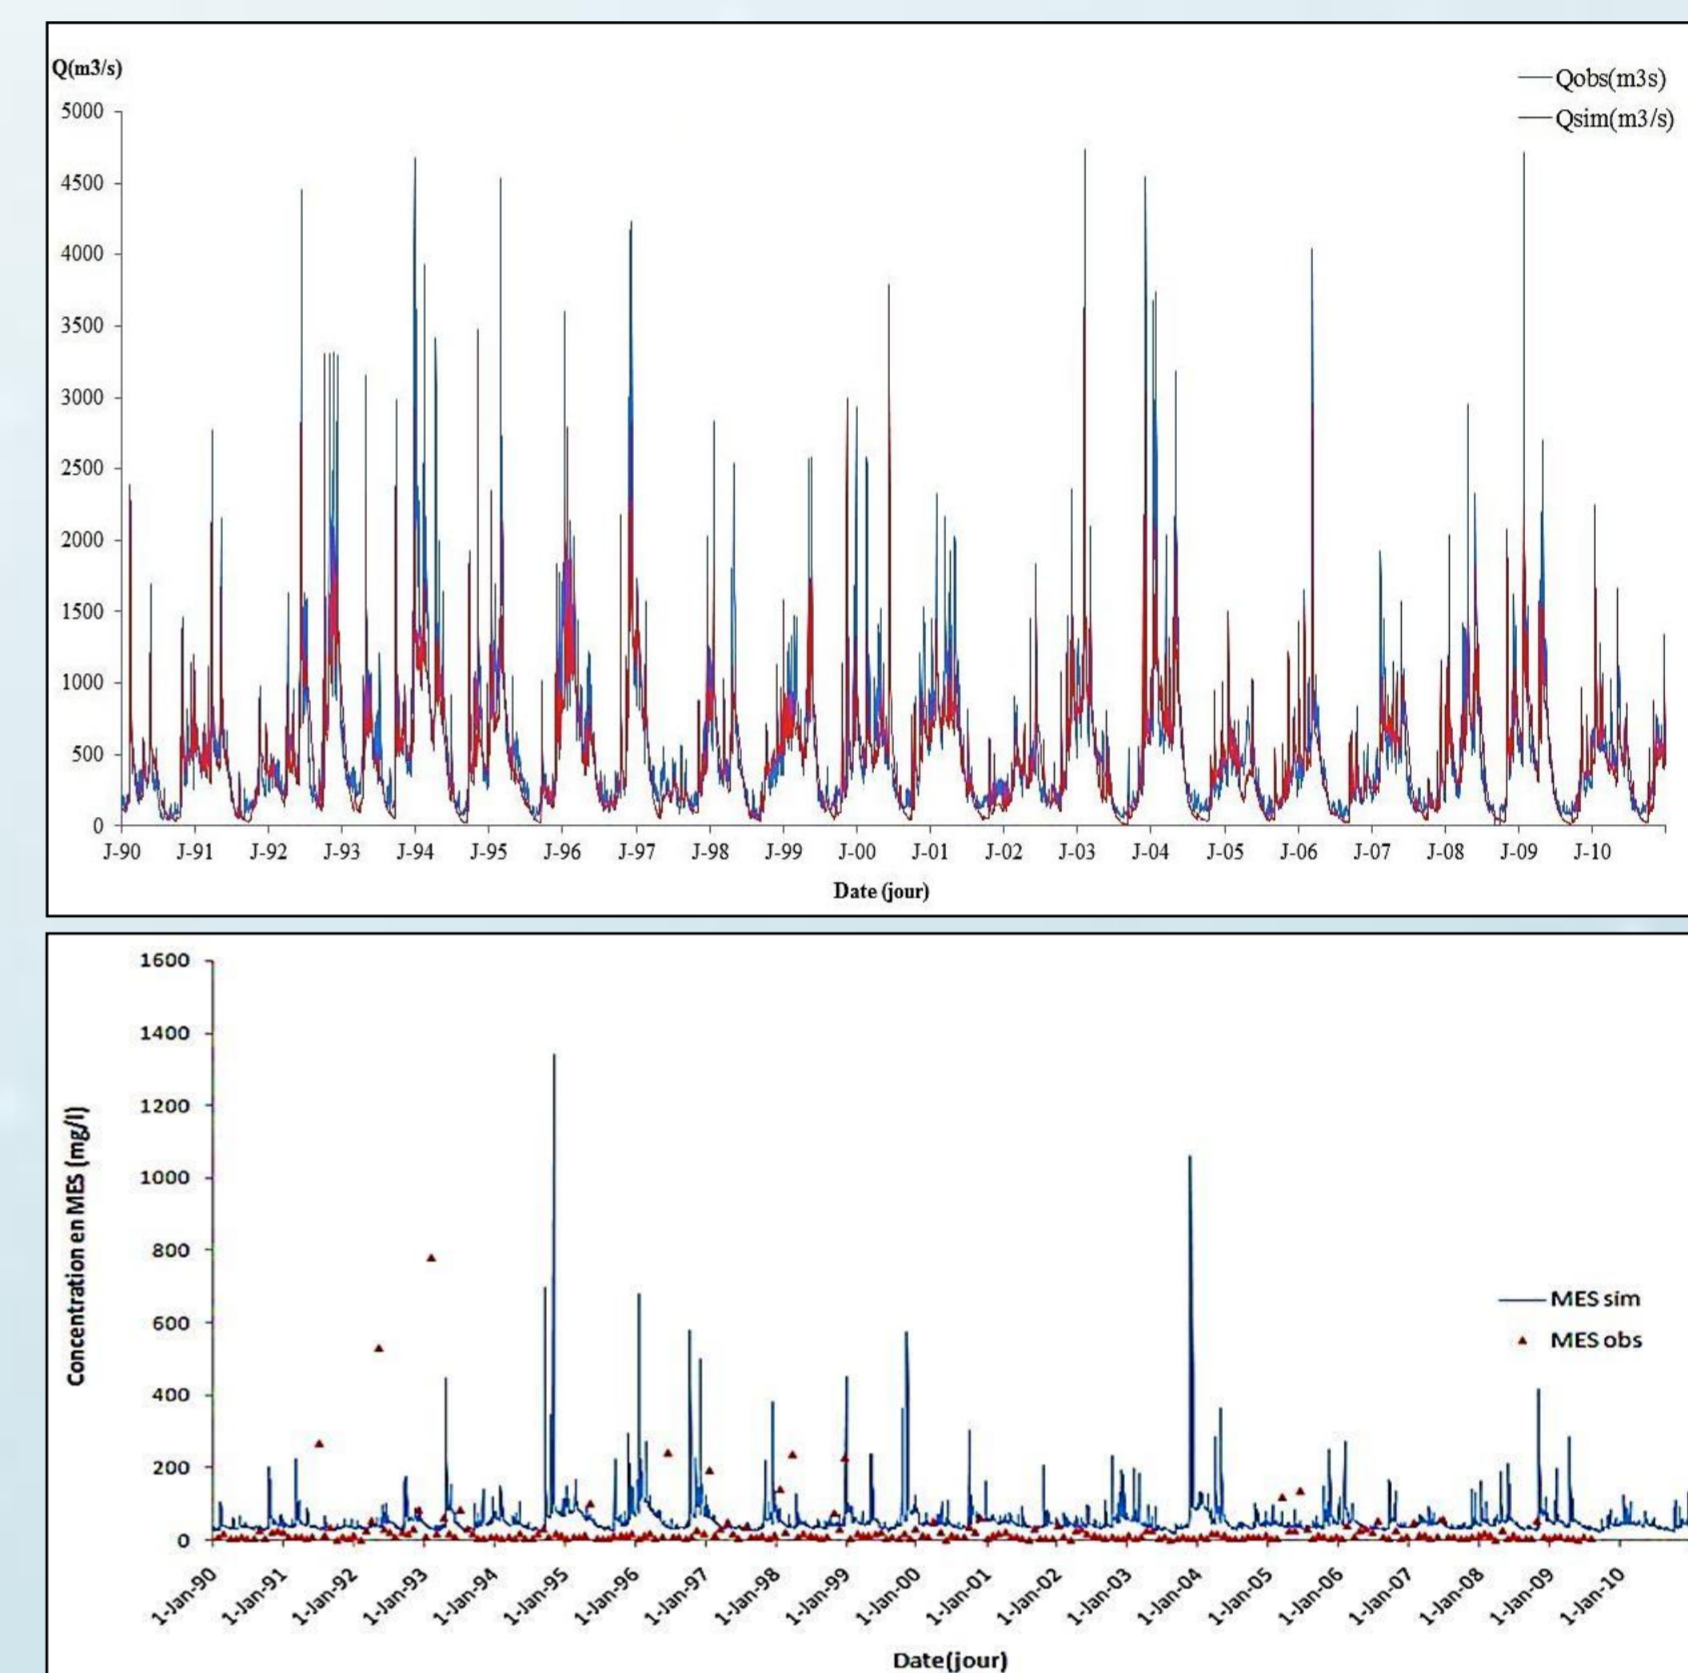 Q(m3/s)
Qobs(m3s)
Qsim(m3/s)
5000
4500
4000
3500
3000
2500
2000
1500
1000
500
0
J-90 J-91 J-92 J-93 J-94 J-95 J-96 J-97 J-98 J-99 J-00 J-01 J-02 J-03 J-04 J-05 J-06 J-07 J-08 J-09 J-10
Date (jour)
Concentration en MES (mg/l)
1600
1400
1200
1000
800
600
400
200
0
MES sim
MES obs
1-Jan-90 1-Jan-91 1-Jan-92 1-Jan-93 1-Jan-94 1-Jan-95 1-Jan-96 1-Jan-97 1-Jan-98 1-Jan-99 1-Jan-00 1-Jan-01 1-Jan-02 1-Jan-03 1-Jan-04 1-Jan-05 1-Jan-06 1-Jan-07 1-Jan-08 1-Jan-09 1-Jan-10
Date(jour)